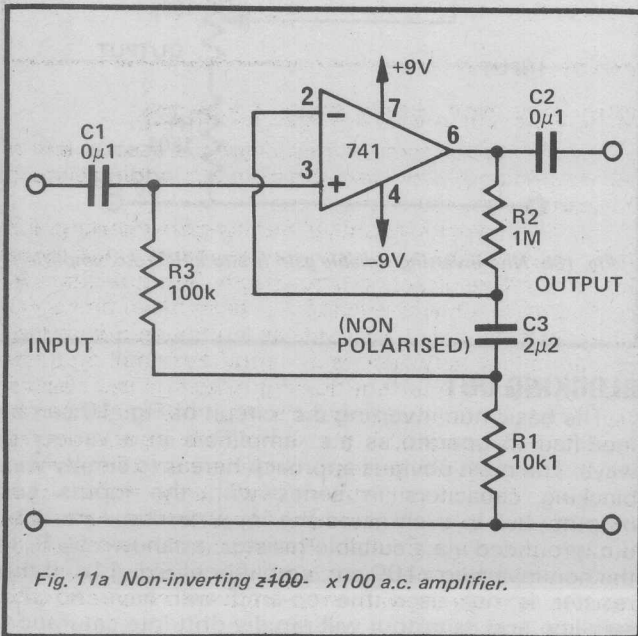 +9V
C2
0μ1
2
−
7
C1
0μ1
741
6
3
+
4
-9V
R2
1M
R3
100k
OUTPUT
(NON POLARISED)
C3
2μ2
INPUT
R1
10k1
Fig. 11a Non-inverting z100- x100 a.c. amplifier.